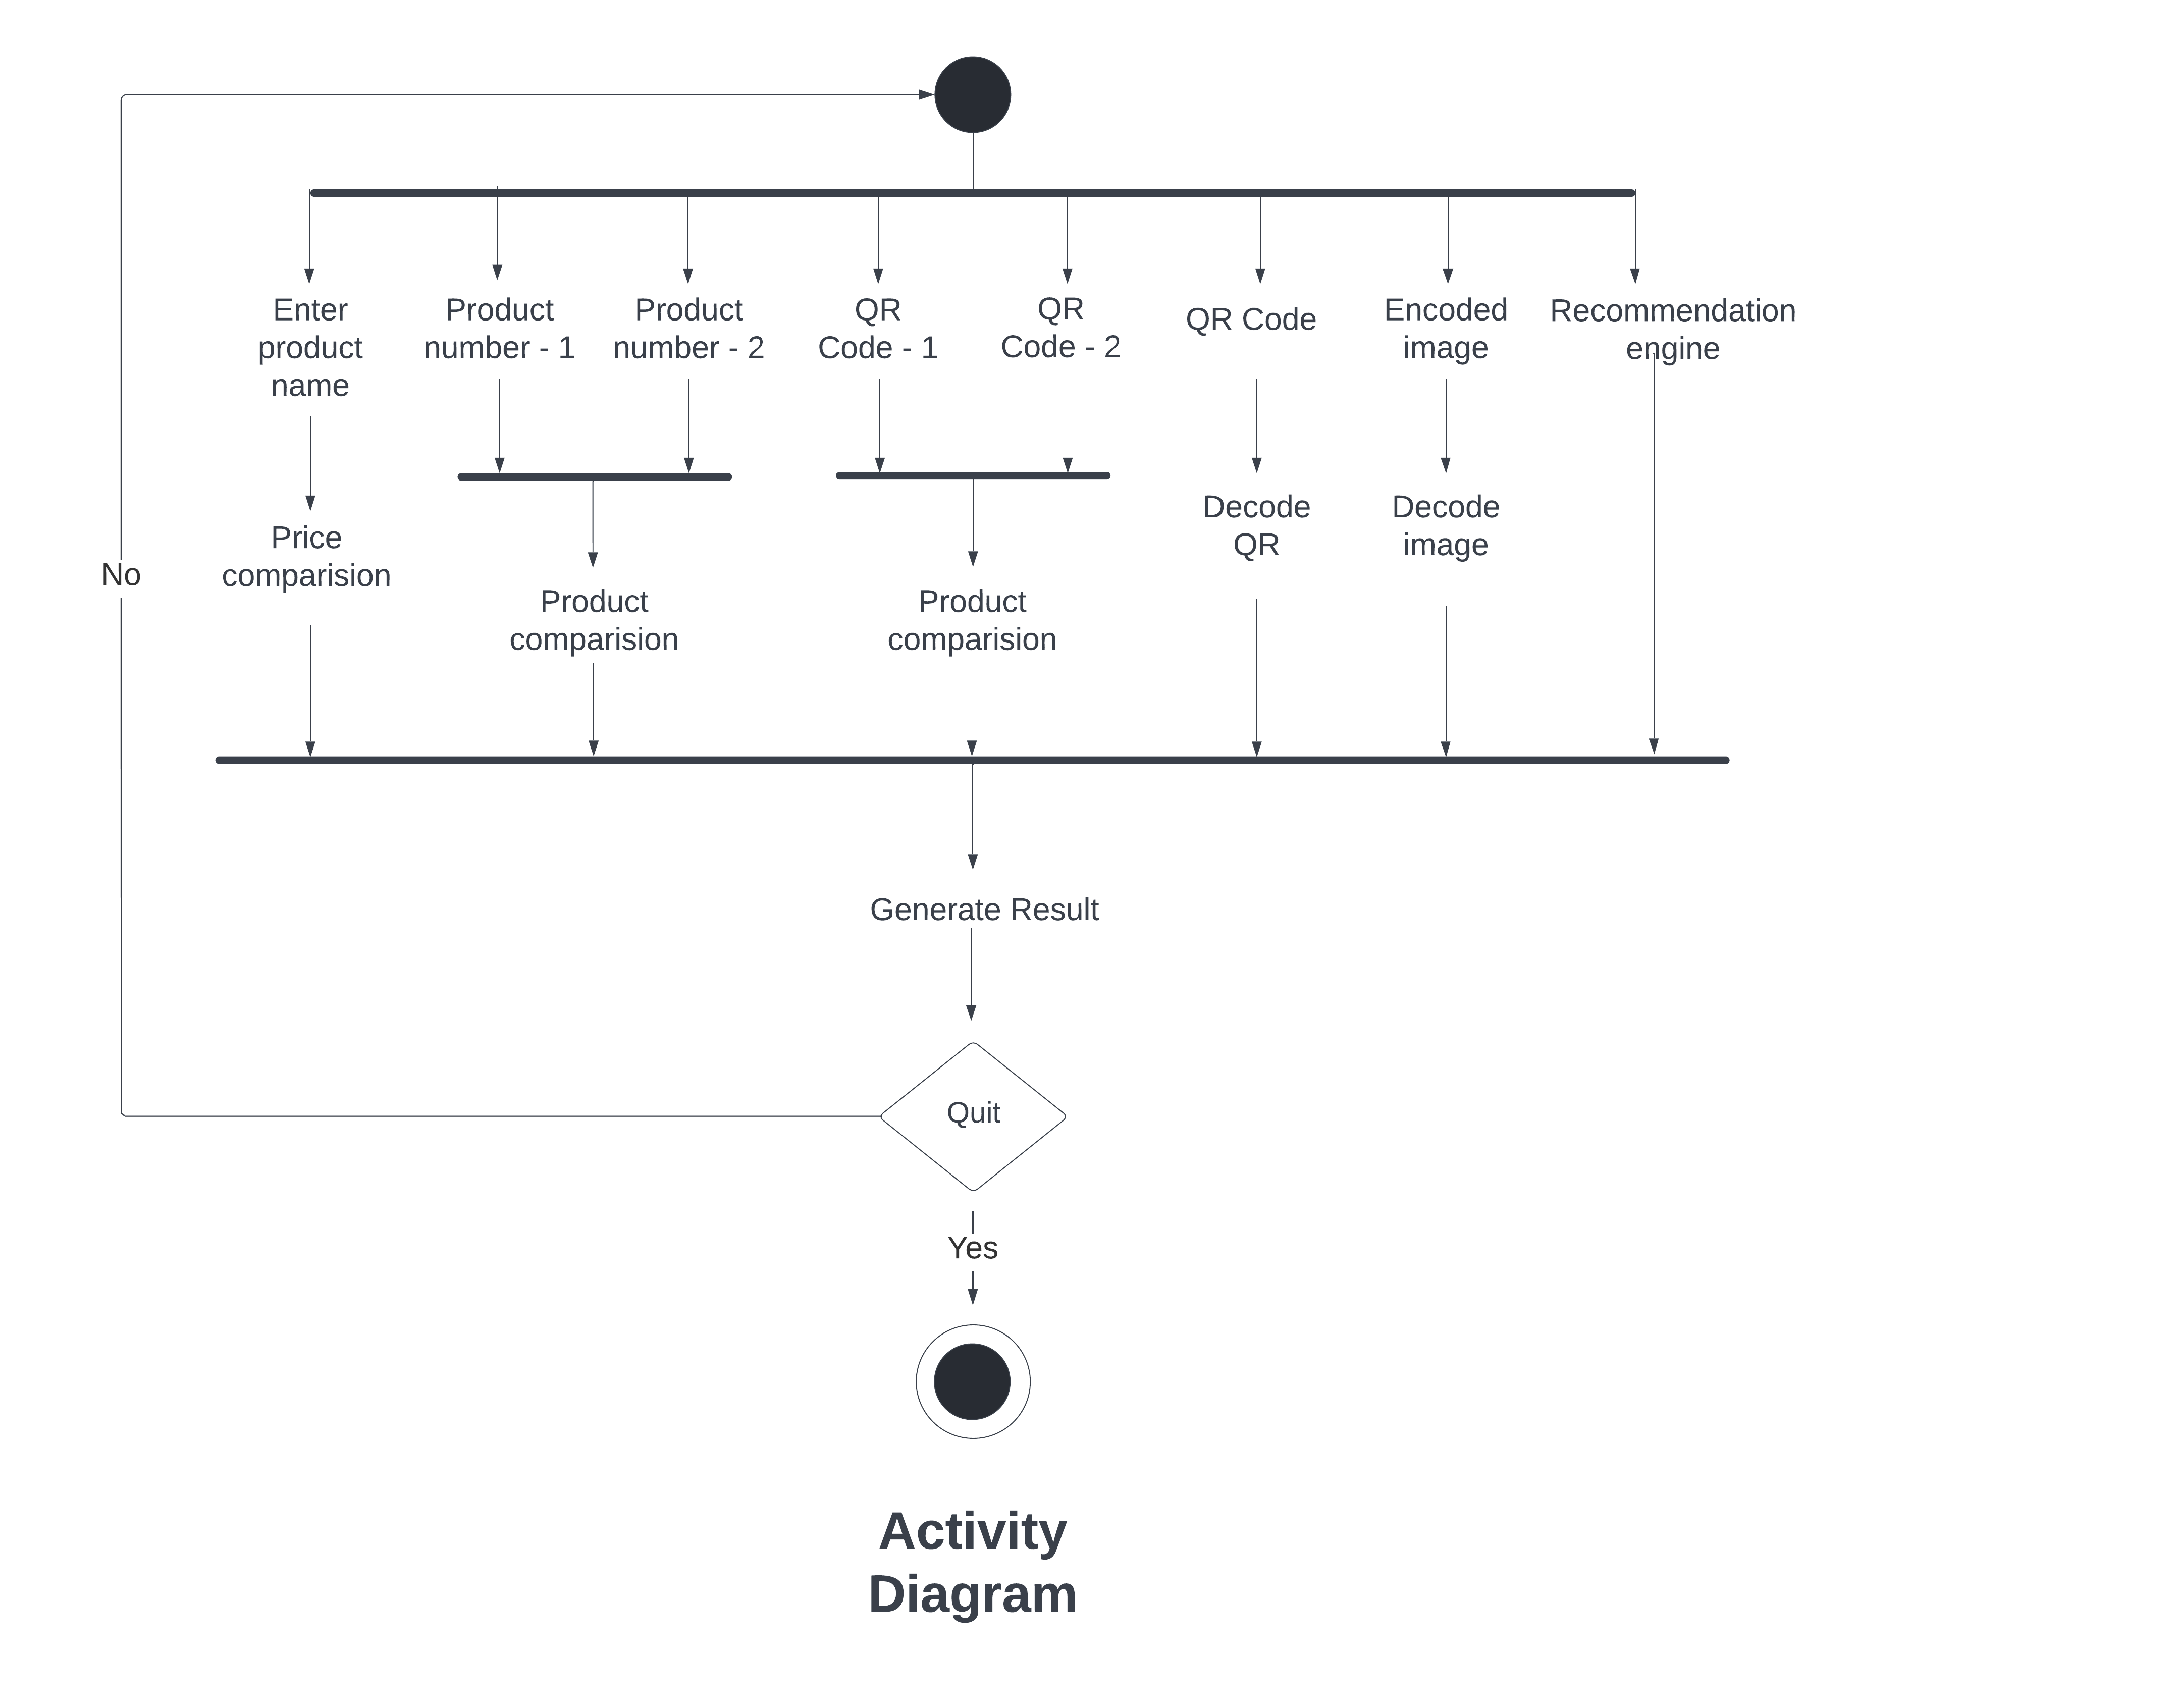 Enter
product
name
Product
number - 1
Product
number - 2
QR
Code - 1
QR
Code - 2
QR Code
Encoded
image
Recommendation
engine
Price
comparision
No
Product
comparision
Product
comparision
Decode
QR
Decode
image
Generate Result
Quit
Yes
Activity
Diagram